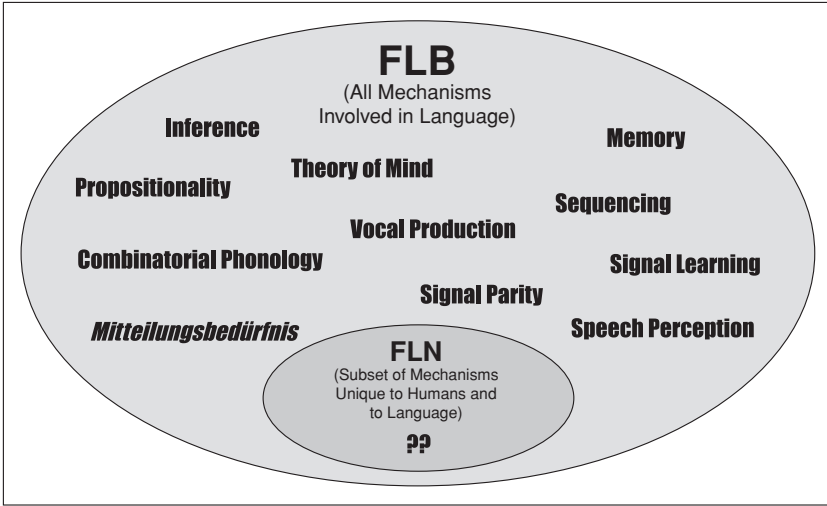 FLB
(All Mechanisms
Involved in Language)
Inference
Memory
Theory of Mind
Propositionality
Sequencing
Vocal Production
Combinatorial Phonology
Signal Learning
Signal Parity
Mitteilungsbedürfnis
Speech Perception
FLN
(Subset of Mechanisms
Unique to Humans and
to Language)
??